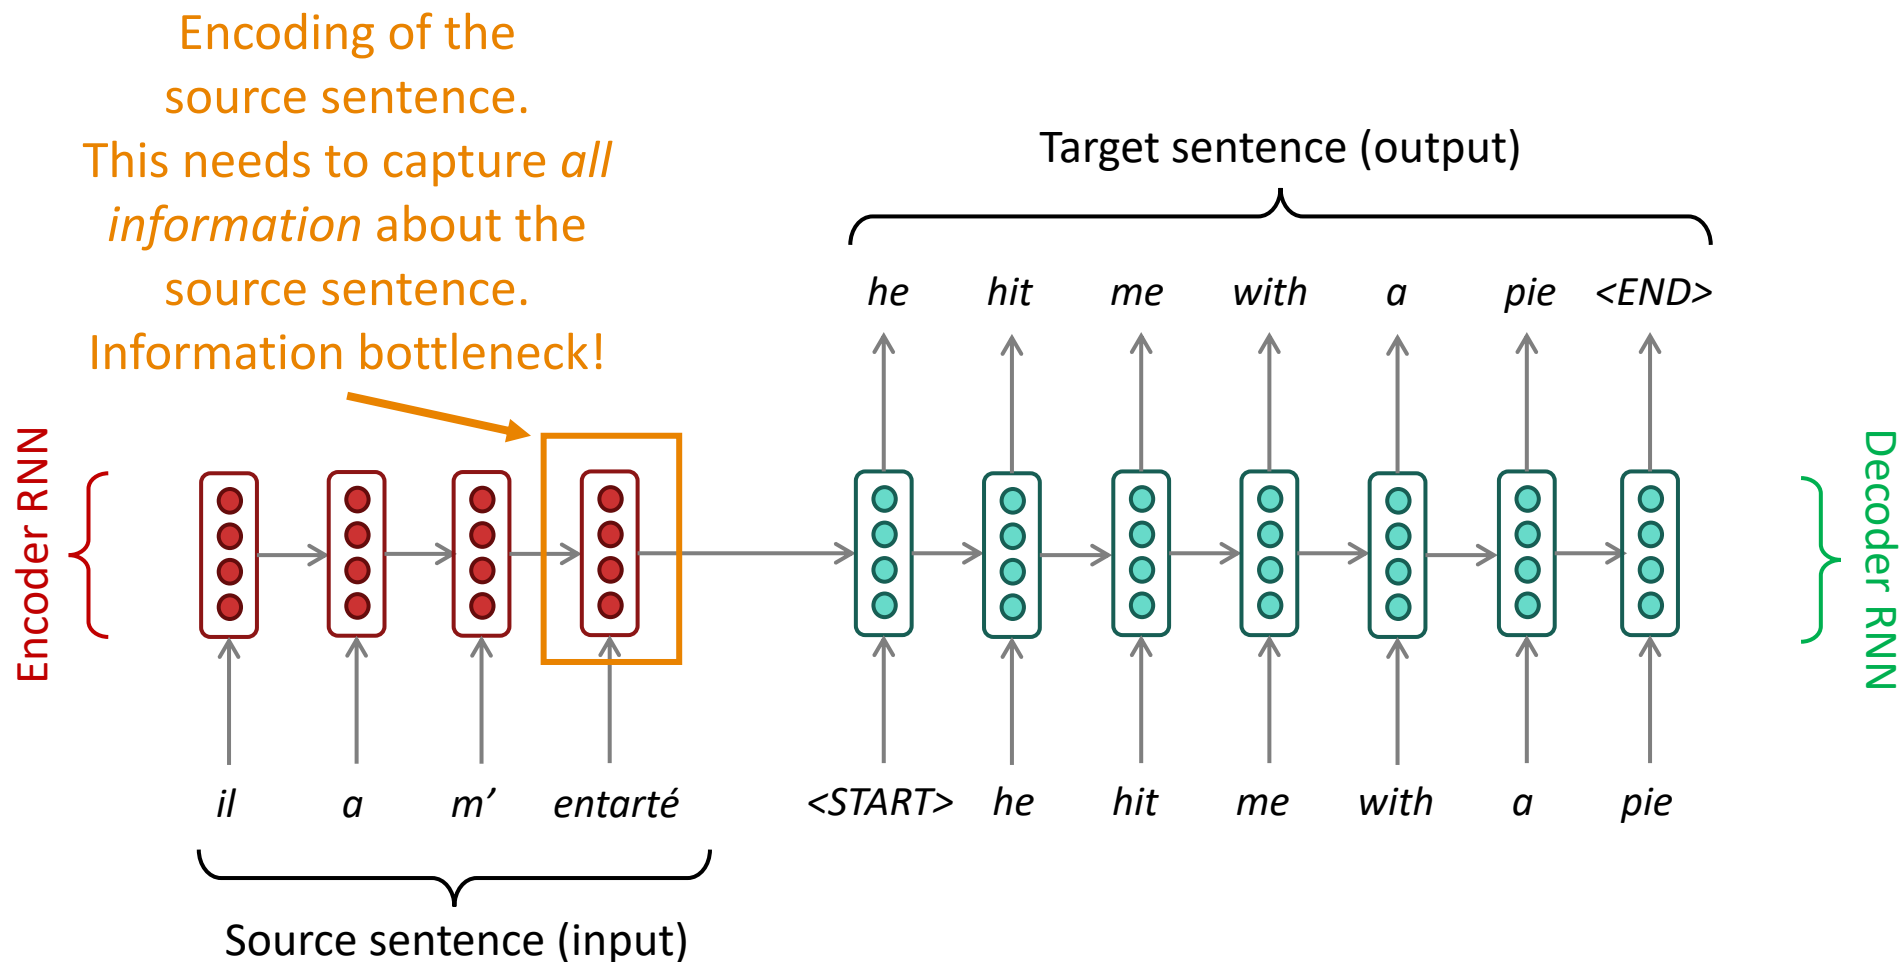 Encoding of the
source sentence.
This needs to capture all
information about the
source sentence.
Information bottleneck!
Target sentence (output)
he hit me with a pie <END>
Encoder RNN
Decoder RNN
il a m’ entarté <START> he hit me with a pie
Source sentence (input)